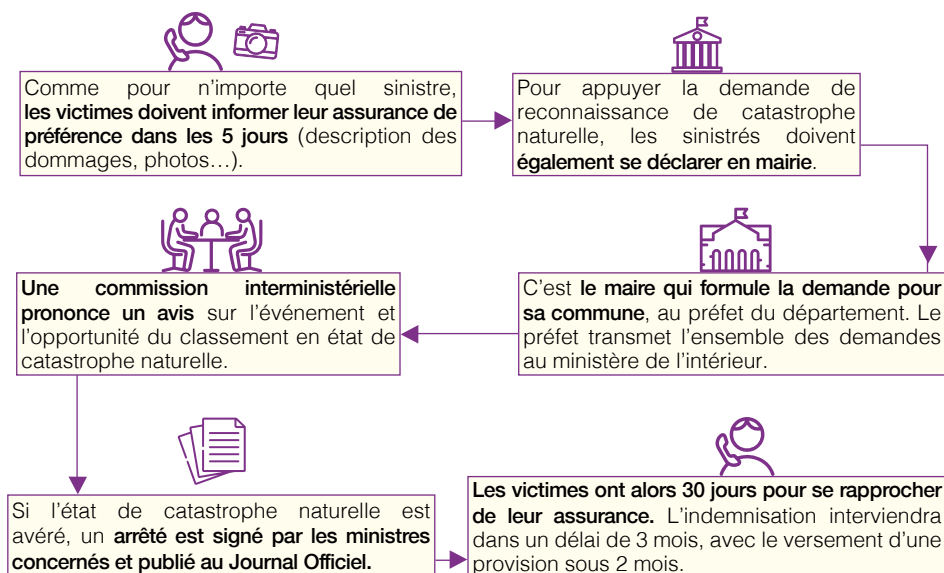 Comme pour n'importe quel sinistre,
les victimes doivent informer leur assurance de
préférence dans les 5 jours (description des
dommages, photos…).
Pour appuyer la demande de
reconnaissance de catastrophe
naturelle, les sinistrés doivent
également se déclarer en mairie.
C'est le maire qui formule la demande pour
sa commune, au préfet du département. Le
préfet transmet l'ensemble des demandes
au ministère de l'intérieur.
Une commission interministérielle
prononce un avis sur l'événement et
l'opportunité du classement en état de
catastrophe naturelle.
Si l'état de catastrophe naturelle est
avéré, un arrêté est signé par les ministres
concernés et publié au Journal Officiel.
Les victimes ont alors 30 jours pour se rapprocher
de leur assurance. L'indemnisation interviendra
dans un délai de 3 mois, avec le versement d'une
provision sous 2 mois.